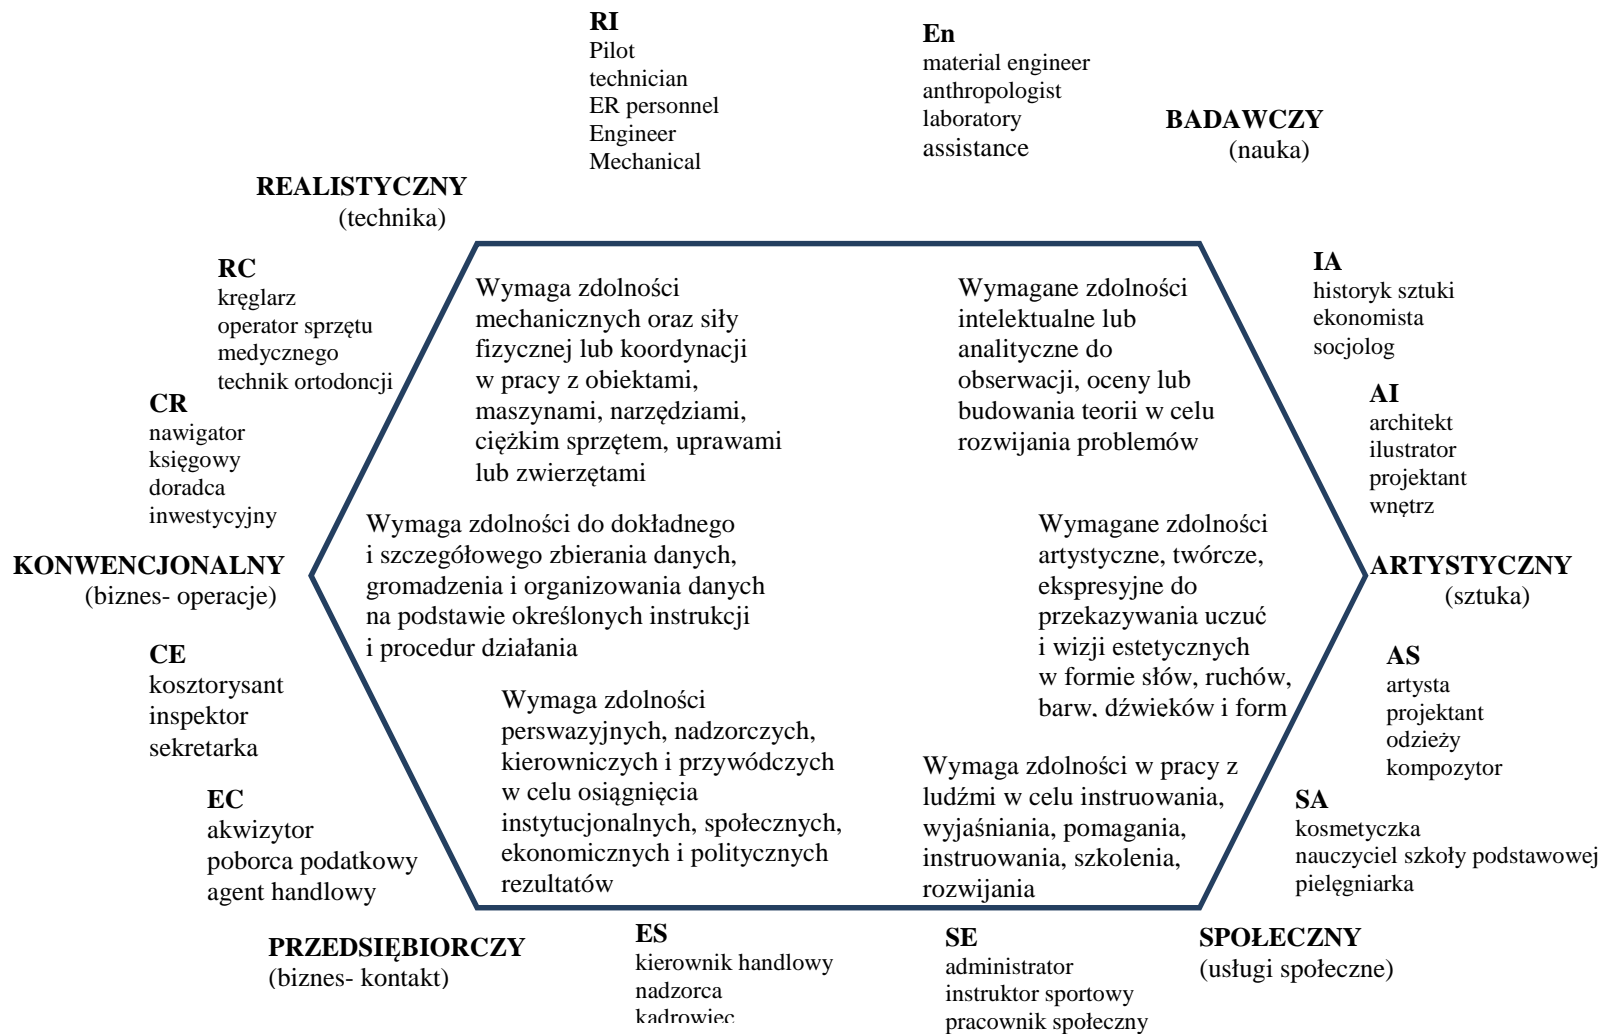 RI
Pilot
technician
ER personnel
Engineer
Mechanical
En
material engineer
anthropologist
laboratory
assistance
BADAWCZY
(nauka)
REALISTYCZNY
(technika)
RC
kręglarz
operator sprzętu
medycznego
technik ortodoncji
Wymaga zdolności
mechanicznych oraz siły
fizycznej lub koordynacji
w pracy z obiektami,
maszynami, narzędziami,
ciężkim sprzętem, uprawami
lub zwierzętami
Wymagane zdolności
intelektualne lub
analityczne do
obserwacji, oceny lub
budowania teorii w celu
rozwijania problemów
IA
historyk sztuki
ekonomista
socjolog
CR
nawigator
księgowy
doradca
inwestycyjny
AI
architekt
ilustrator
projektant
wnętrz
KONWENCJONALNY
(biznes- operacje)
Wymaga zdolności do dokładnego
i szczegółowego zbierania danych,
gromadzenia i organizowania danych
na podstawie określonych instrukcji
i procedur działania
Wymagane zdolności
artystyczne, twórcze,
ekspresyjne do
przekazywania uczuć
i wizji estetycznych
w formie słów, ruchów,
barw, dźwięków i form
ARTYSTYCZNY
(sztuka)
CE
kosztorysant
inspektor
sekretarka
AS
artysta
projektant
odzieży
kompozytor
Wymaga zdolności
perswazyjnych, nadzorczych,
kierowniczych i przywódczych
w celu osiągnięcia
instytucjonalnych, społecznych,
ekonomicznych i politycznych
rezultatów
Wymaga zdolności w pracy z
ludźmi w celu instruowania,
wyjaśniania, pomagania,
instruowania, szkolenia,
rozwijania
EC
akwizytor
poborca podatkowy
agent handlowy
SA
kosmetyczka
nauczyciel szkoły podstawowej
pielęgniarka
PRZEDSIĘBIORCZY
(biznes- kontakt)
ES
kierownik handlowy
nadzorca
kadrowiec
SE
administrator
instruktor sportowy
pracownik społeczny
SPOŁECZNY
(usługi społeczne)